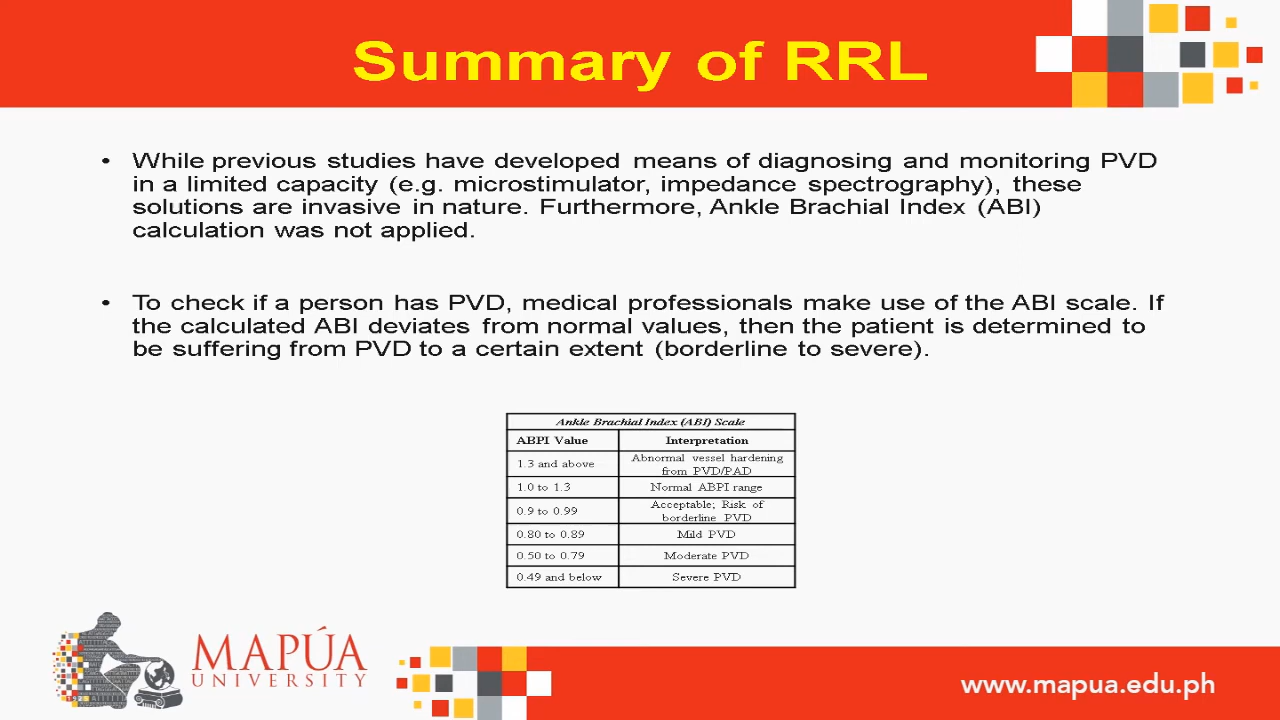 Summary of RRL
• While previous studies have developed means of diagnosing and monitoring PVD
in a limited capacity (e.g. microstimulator, impedance spectrography), these
solutions are invasive in nature. Furthermore, Ankle Brachial Index (ABI)
calculation was not applied.
• To check if a person has PVD, medical professionals make use of the ABI scale. If
the calculated ABI deviates from normal values, then the patient is determined to
be suffering from PVD to a certain extent (borderline to severe).
Ankle Brachial Index (ABI) Scale
ABPI Value Interpretation
1.3 and above Abnormal vessel hardening
from PVD/PAD
1.0 to 1.3 Normal ABPI range
0.9 to 0.99 Acceptable; Risk of
borderline PVD
0.80 to 0.89 Mild PVD
0.50 to 0.79 Moderate PVD
0.49 and below Severe PVD
MAPÚA
UNIVERSITY
www.mapua.edu.ph